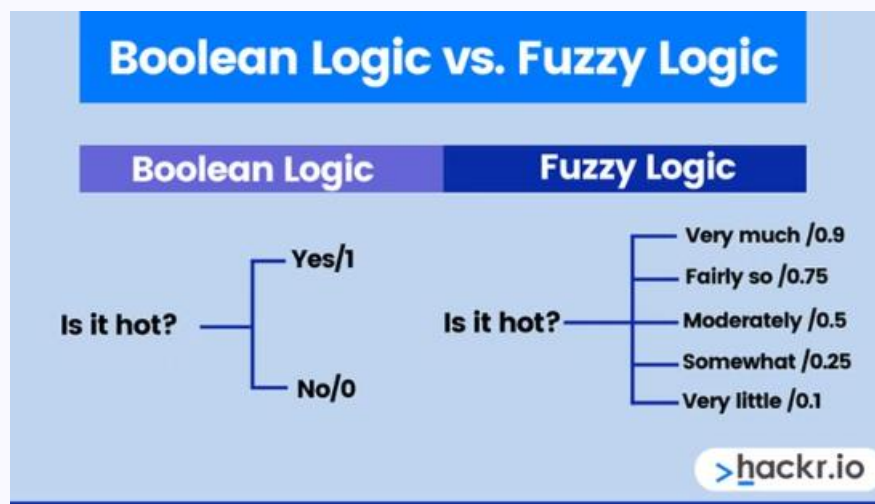 Boolean Logic vs. Fuzzy Logic
Boolean Logic
Fuzzy Logic
Is it hot?
Yes/1
No/0
Is it hot?
Very much /0.9
Fairly so /0.75
Moderately /0.5
Somewhat /0.25
Very little /0.1
>hackr.io